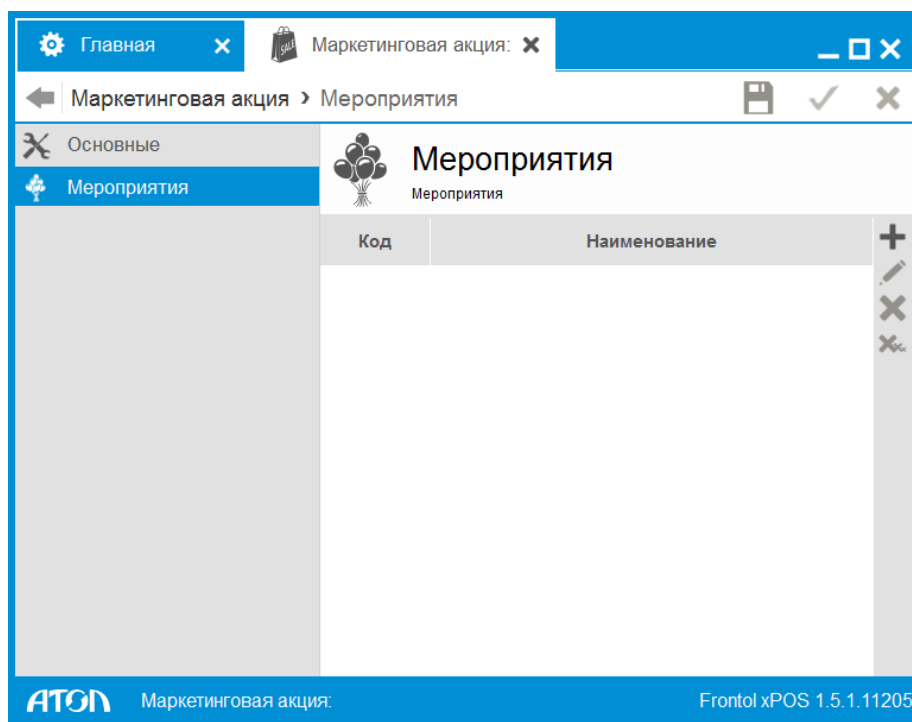 Главная
Маркетинговая акция:
Маркетинговая акция › Мероприятия
Основные
Мероприятия
Мероприятия
Мероприятия
Код Наименование
SALE
АТОЛ Маркетинговая акция: Frontol xPOS 1.5.1.11205